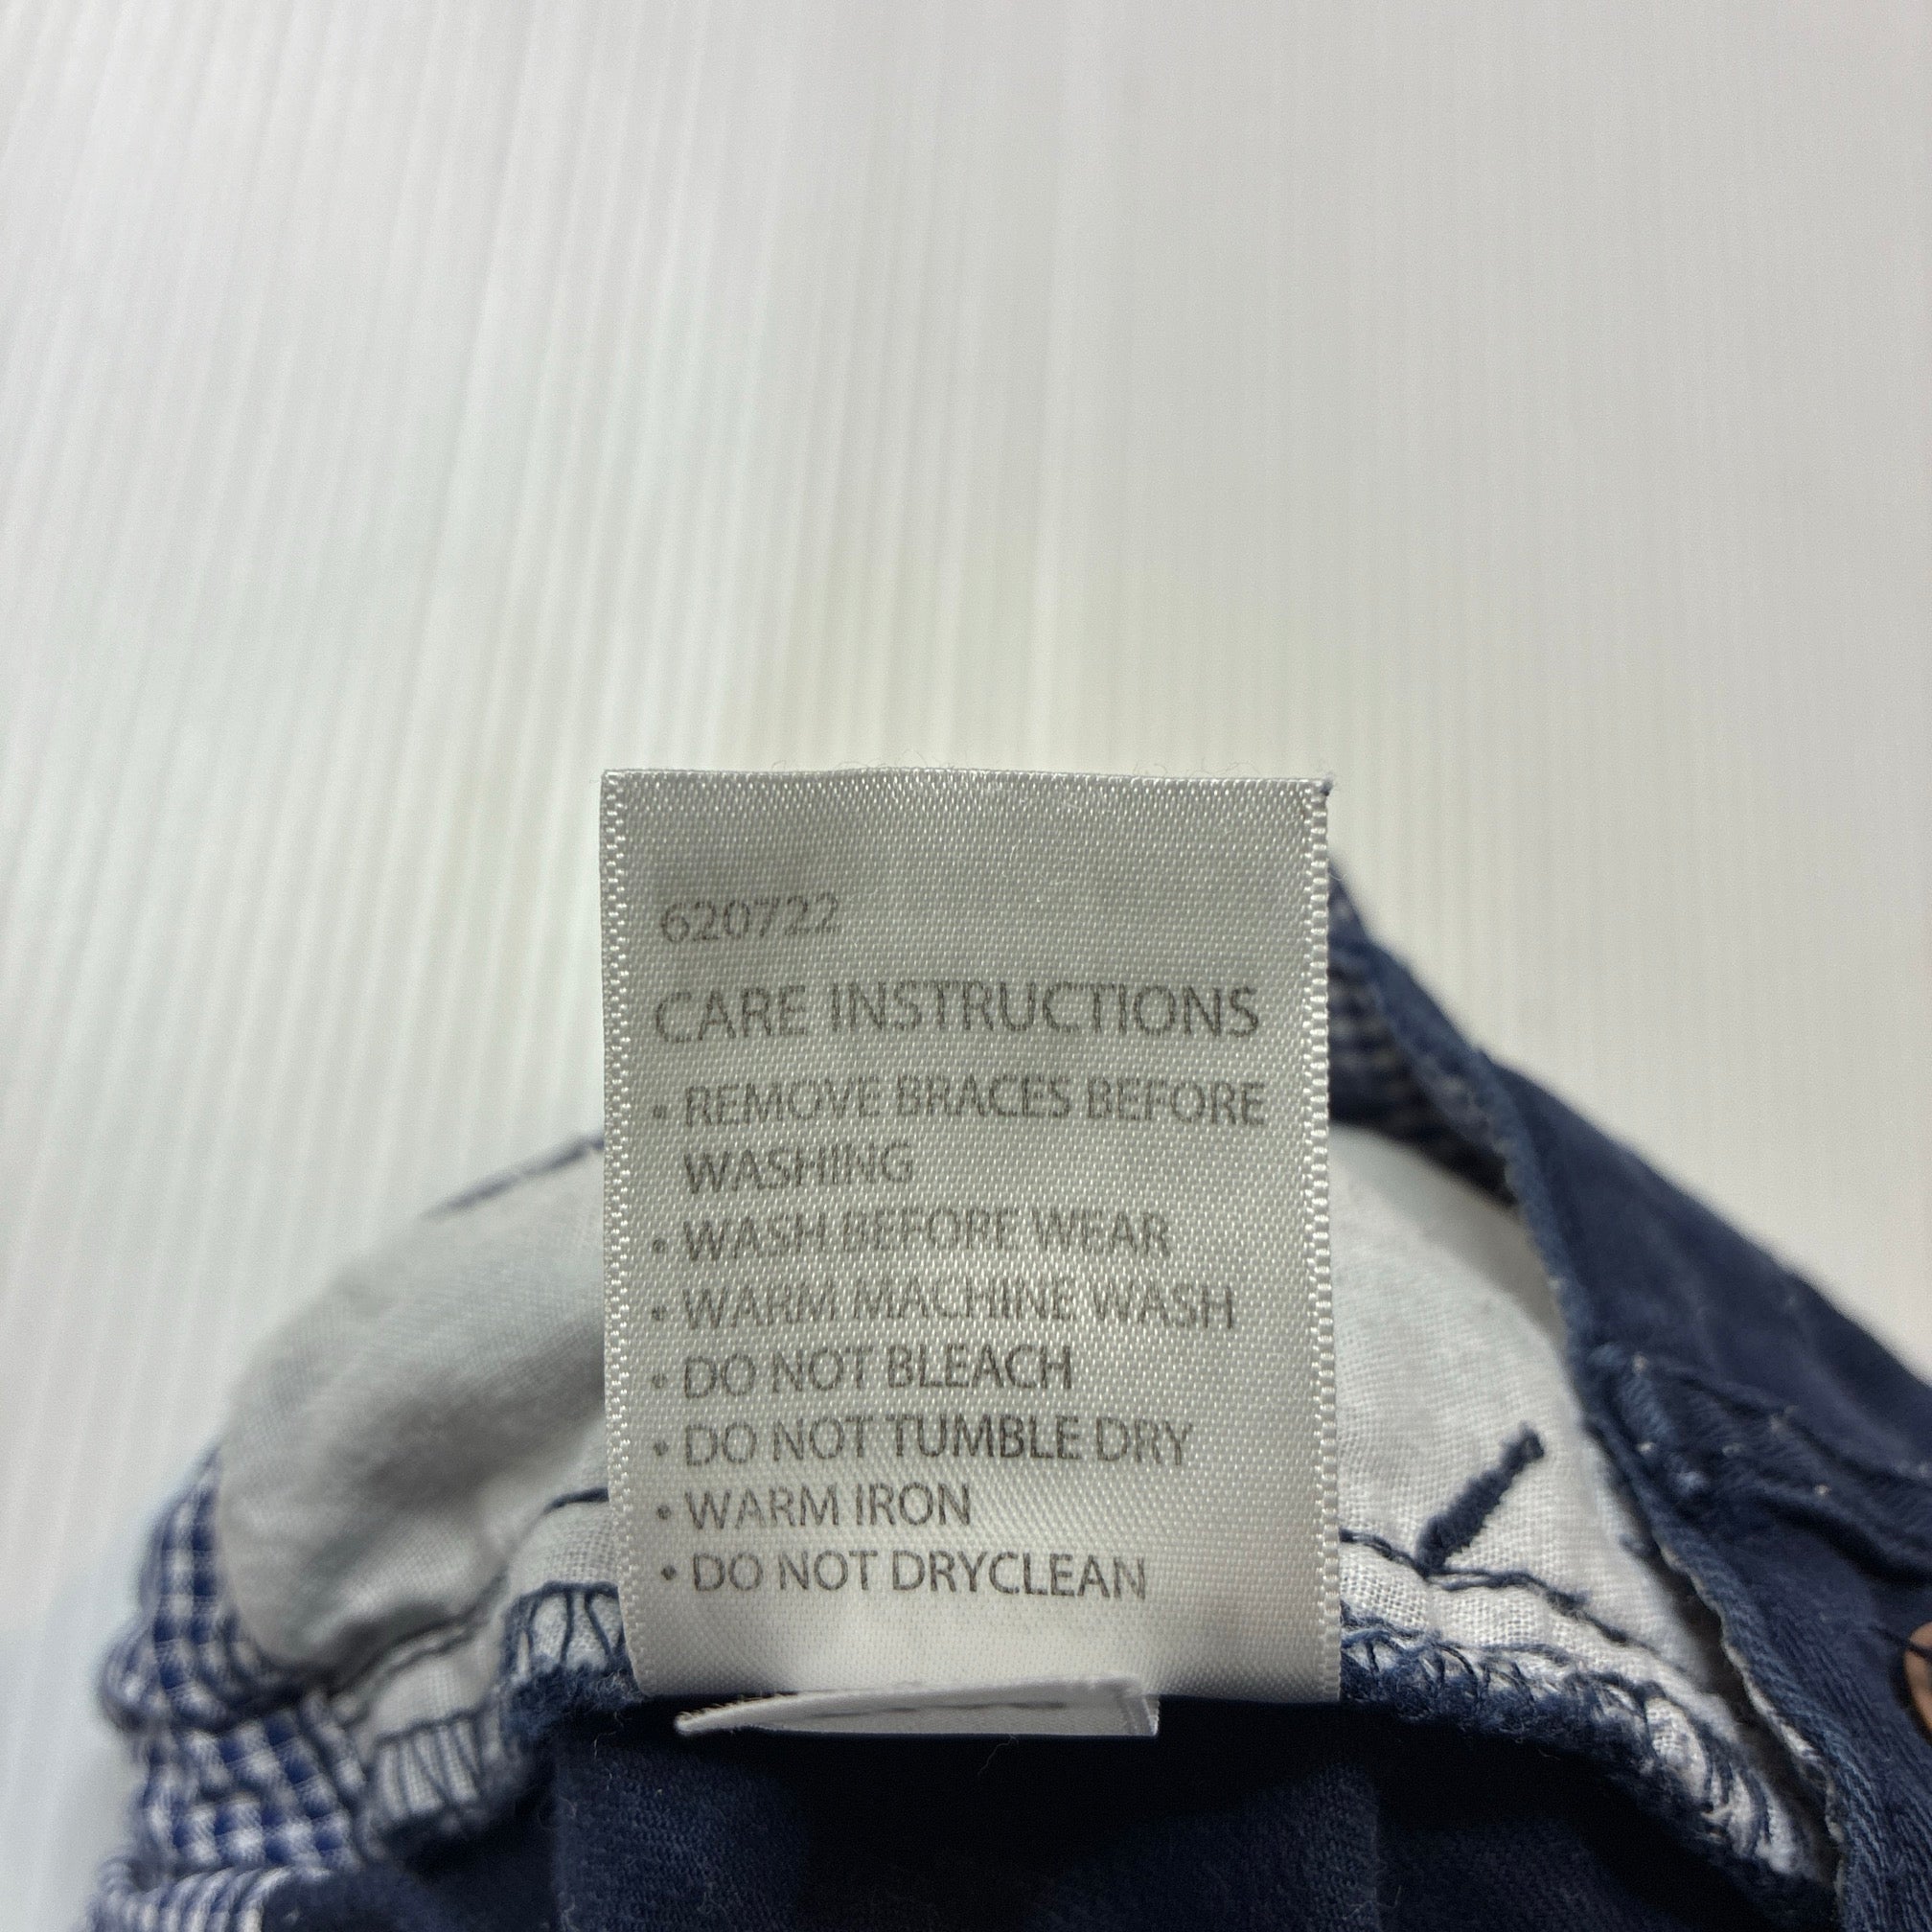 620722
CARE INSTRUCTIONS
• REMOVE BRACES BEFORE
WASHING
• WASH BEFORE WEAR
• WARM MACHINE WASH
• DO NOT BLEACH
• DO NOT TUMBLE DRY
• WARM IRON
• DO NOT DRYCLEAN